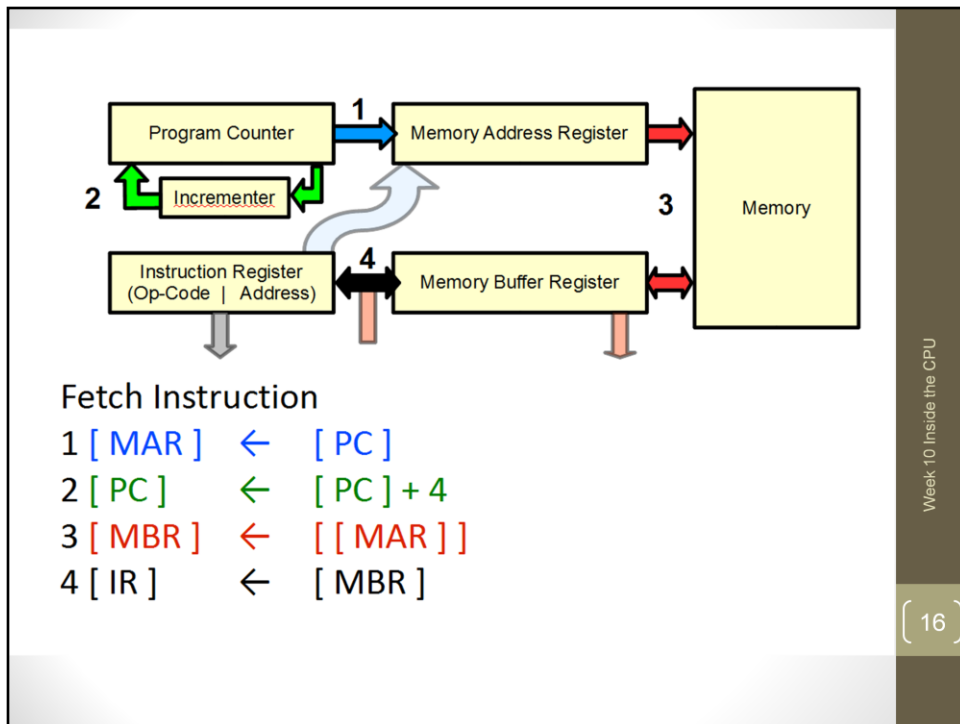 1
Program Counter
Memory Address Register
2
Incrementer
3
Memory
4
Instruction Register
(Op-Code | Address)
Memory Buffer Register
Fetch Instruction
1 [ MAR ] ← [ PC ]
2 [ PC ] ← [ PC ] + 4
3 [ MBR ] ← [ [ MAR ] ]
4 [ IR ] ← [ MBR ]
Week 10 Inside the CPU
16